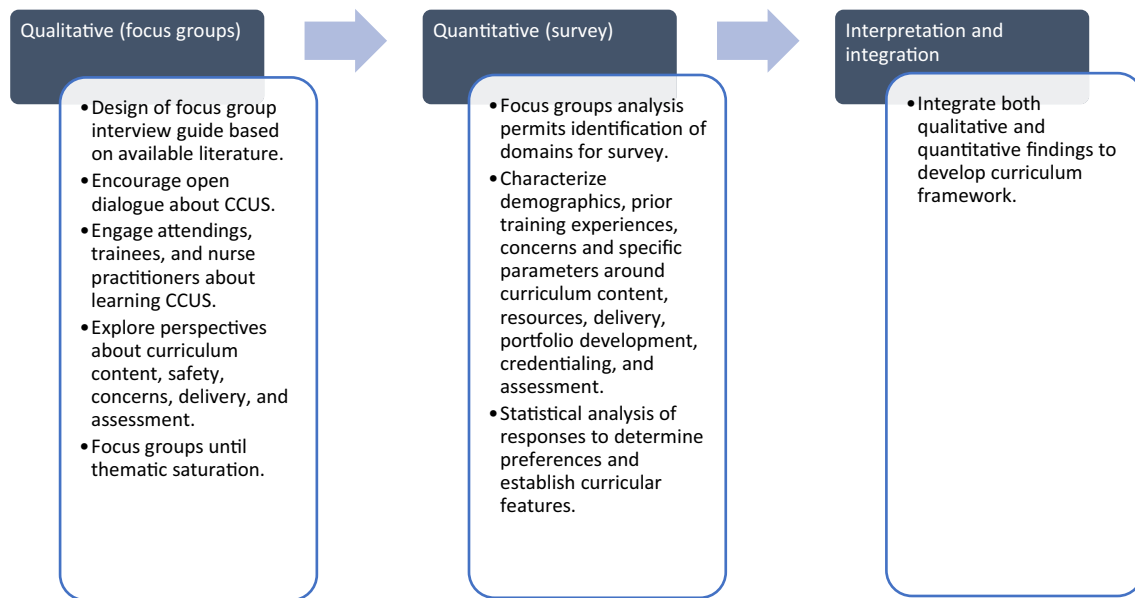 Qualitative (focus groups)
•Design of focus group
interview guide based
on available literature.
•Encourage open
dialogue about CCUS.
•Engage attendings,
trainees, and nurse
practitioners about
learning CCUS.
•Explore perspectives
about curriculum
content, safety,
concerns, delivery, and
assessment.
•Focus groups until
thematic saturation.
Quantitative (survey)
•Focus groups analysis
permits identification of
domains for survey.
•Characterize
demographics, prior
training experiences,
concerns and specific
parameters around
curriculum content,
resources, delivery,
portfolio development,
credentialing, and
assessment.
•Statistical analysis of
responses to determine
preferences and
establish curricular
features.
Interpretation and
integration
•Integrate both
qualitative and
quantitative findings to
develop curriculum
framework.